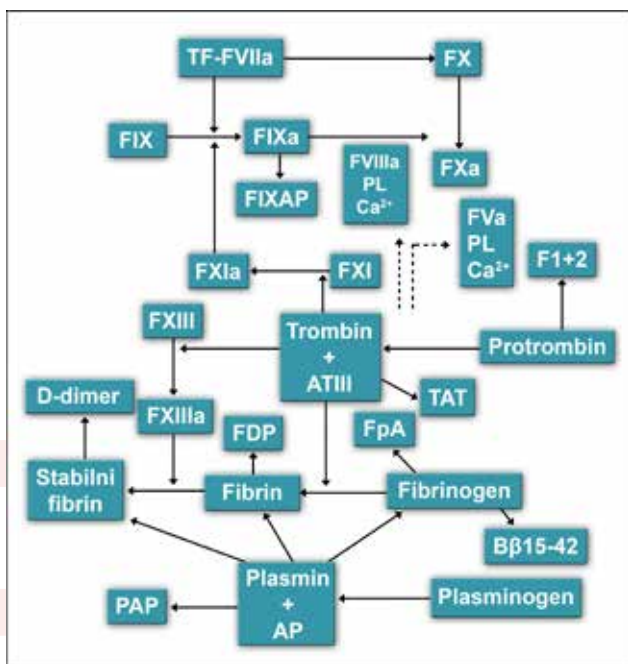 TF-FVIIa
FX
FIX
FIXa
FVIIIa
PL
Ca²⁺
FXa
FIXAP
FVa
PL
Ca²⁺
F1+2
FXIa
FXI
FXIII
Trombin
+
ATIII
Protrombin
D-dimer
FXIIIa
FDP
FpA
TAT
Stabilni
fibrin
Fibrin
Fibrinogen
Bβ15-42
Plasmin
+
AP
Plasminogen
PAP